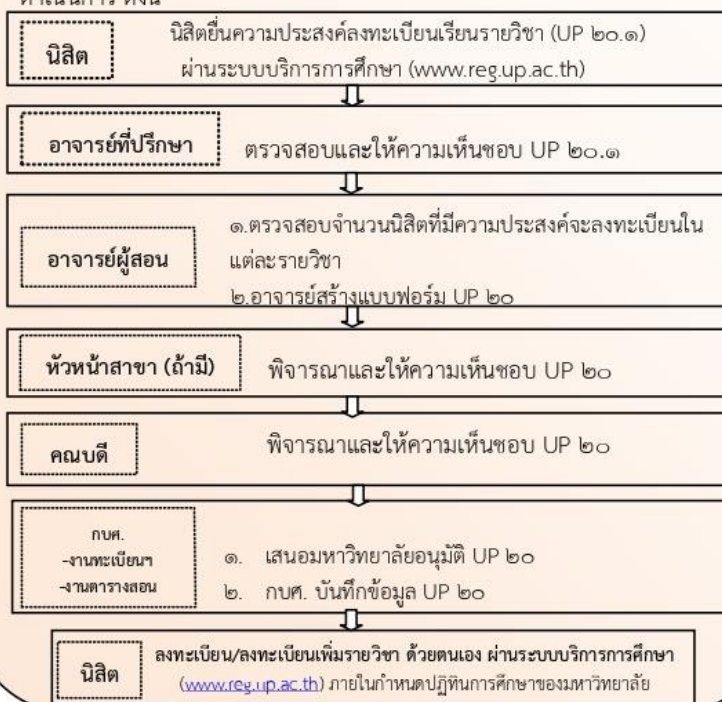 ดำเนินการ ดังนี้
นิสิต
นิสิตยื่นความประสงค์ลงทะเบียนเรียนรายวิชา (UP ๒๐.๑)
ผ่านระบบบริการการศึกษา (www.reg.up.ac.th)
อาจารย์ที่ปรึกษา
ตรวจสอบและให้ความเห็นชอบ UP ๒๐.๑
อาจารย์ผู้สอน
๑.ตรวจสอบจำนวนนิสิตที่มีความประสงค์จะลงทะเบียนใน
แต่ละรายวิชา
๒.อาจารย์สร้างแบบฟอร์ม UP ๒๐
หัวหน้าสาขา (ถ้ามี)
พิจารณาและให้ความเห็นชอบ UP ๒๐
คณบดี
พิจารณาและให้ความเห็นชอบ UP ๒๐
กบศ.
-งานทะเบียนฯ
-งานตารางสอน
๑. เสนอมหาวิทยาลัยอนุมัติ UP ๒๐
๒. กบศ. บันทึกข้อมูล UP ๒๐
นิสิต
ลงทะเบียน/ลงทะเบียนเพิ่มรายวิชา ด้วยตนเอง ผ่านระบบบริการการศึกษา
(www.reg.up.ac.th) ภายในกำหนดปฏิทินการศึกษาของมหาวิทยาลัย